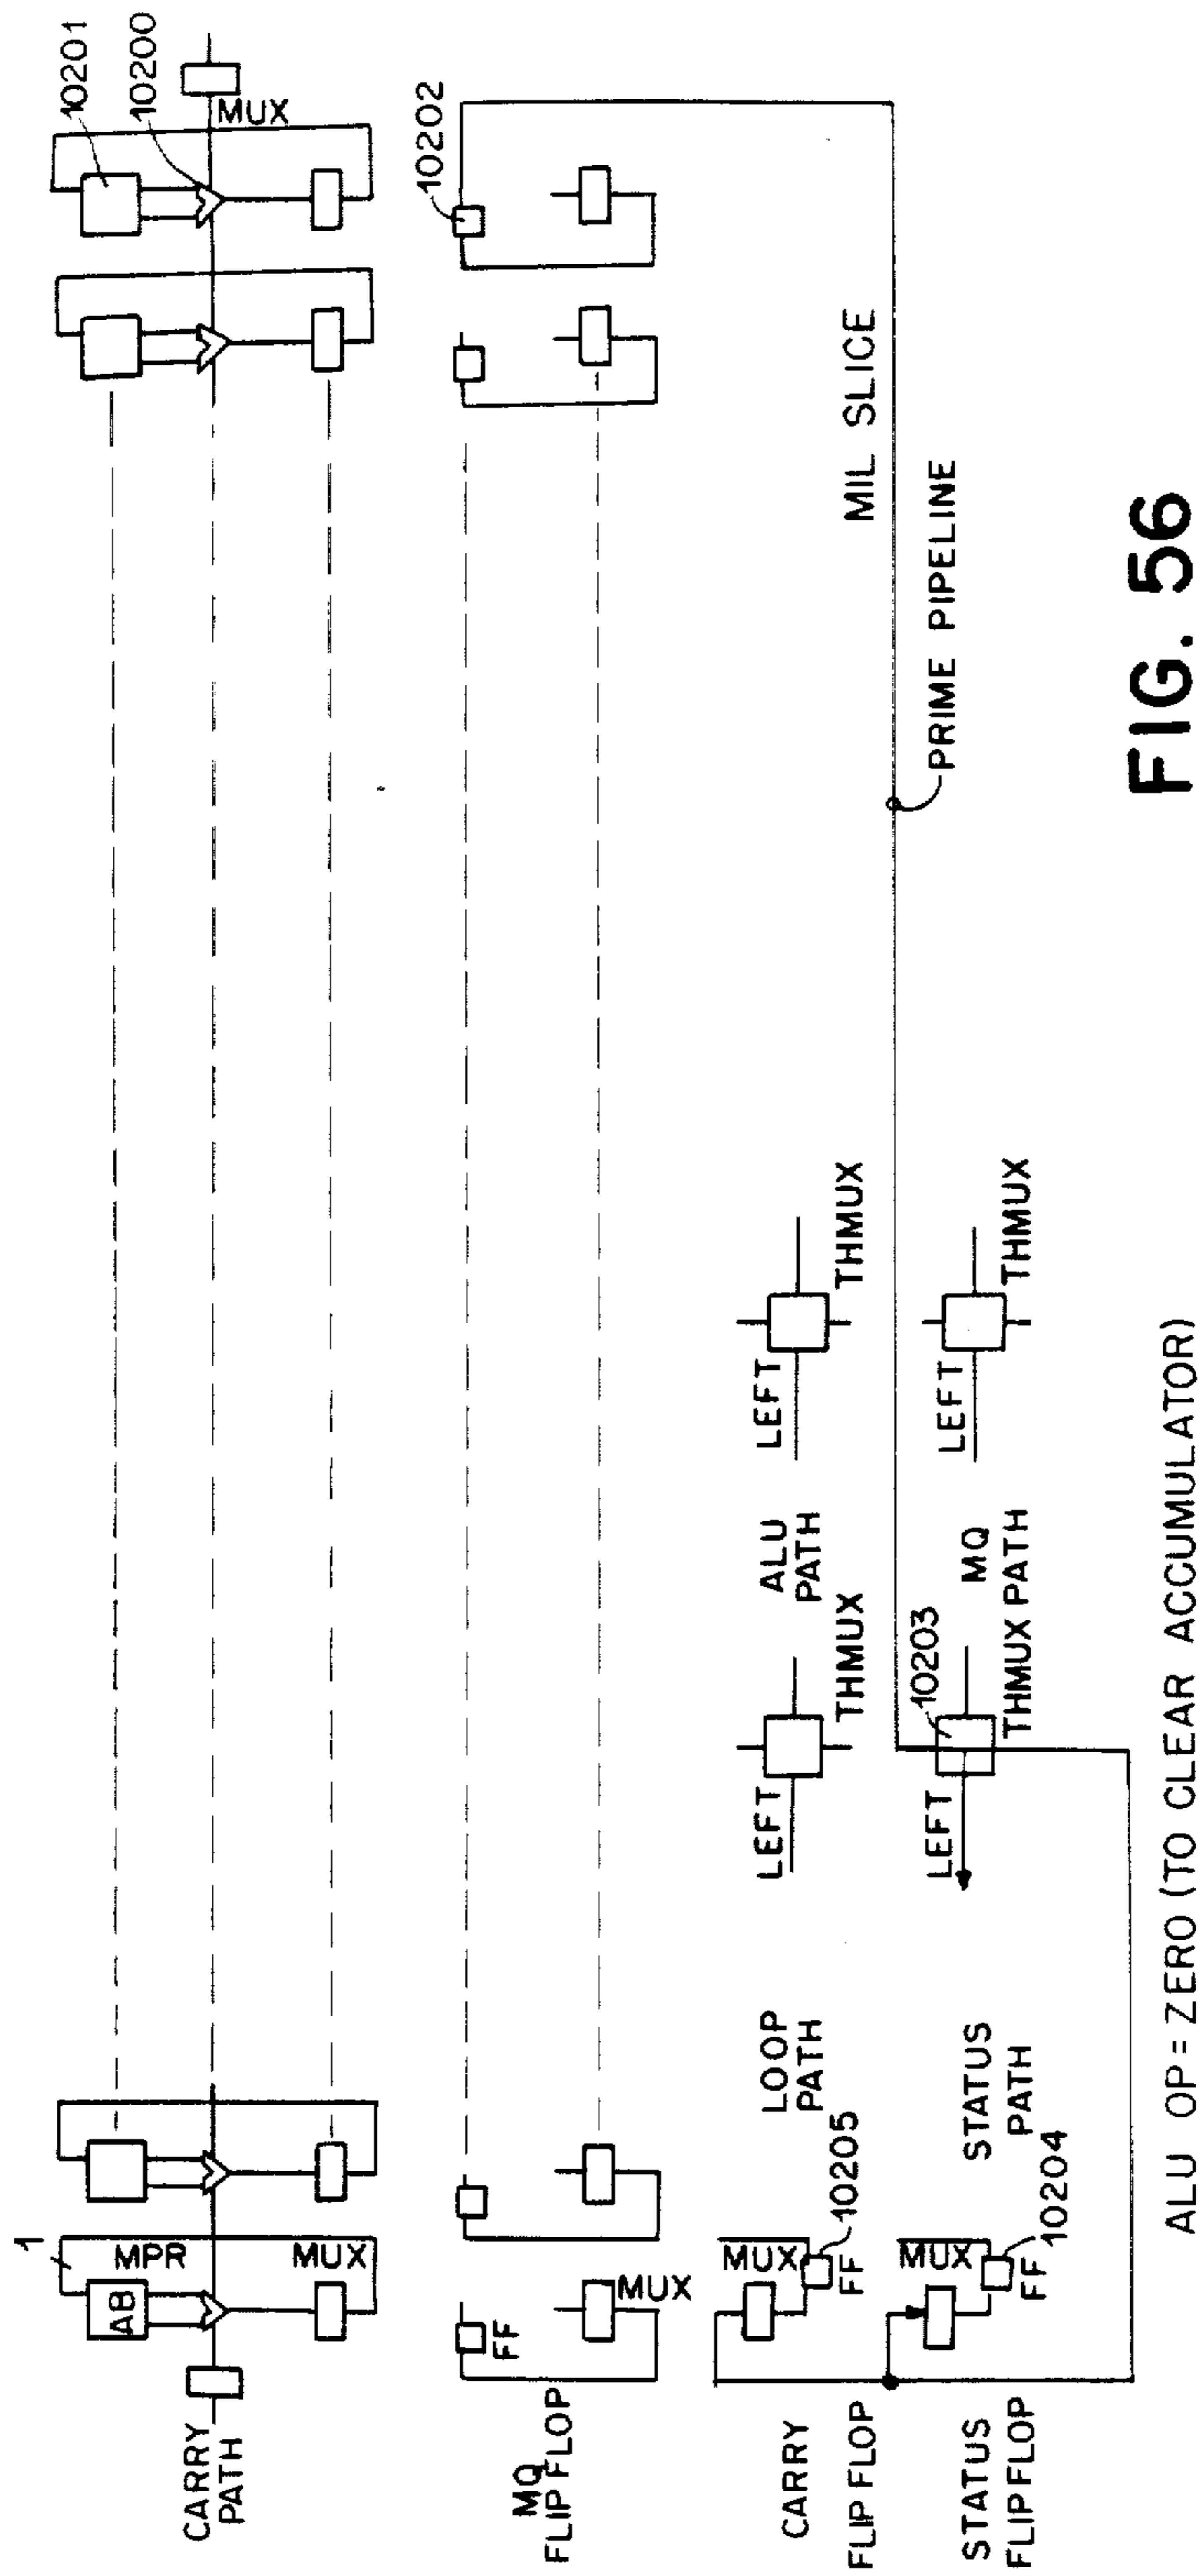 1
MPR
AB
MUX
CARRY
PATH
10201
10200
MUX
MQ
FLIP FLOP
FF
MUX
10202
MIL SLICE
PRIME PIPELINE
CARRY
FLIP FLOP
MUX
FF
10205
LOOP
PATH
LEFT
THMUX
ALU
PATH
LEFT
THMUX
STATUS
FLIP FLOP
MUX
FF
10204
STATUS
PATH
LEFT
10203
THMUX PATH
MQ
LEFT
THMUX
ALU OP = ZERO (TO CLEAR ACCUMULATOR)
FIG. 56